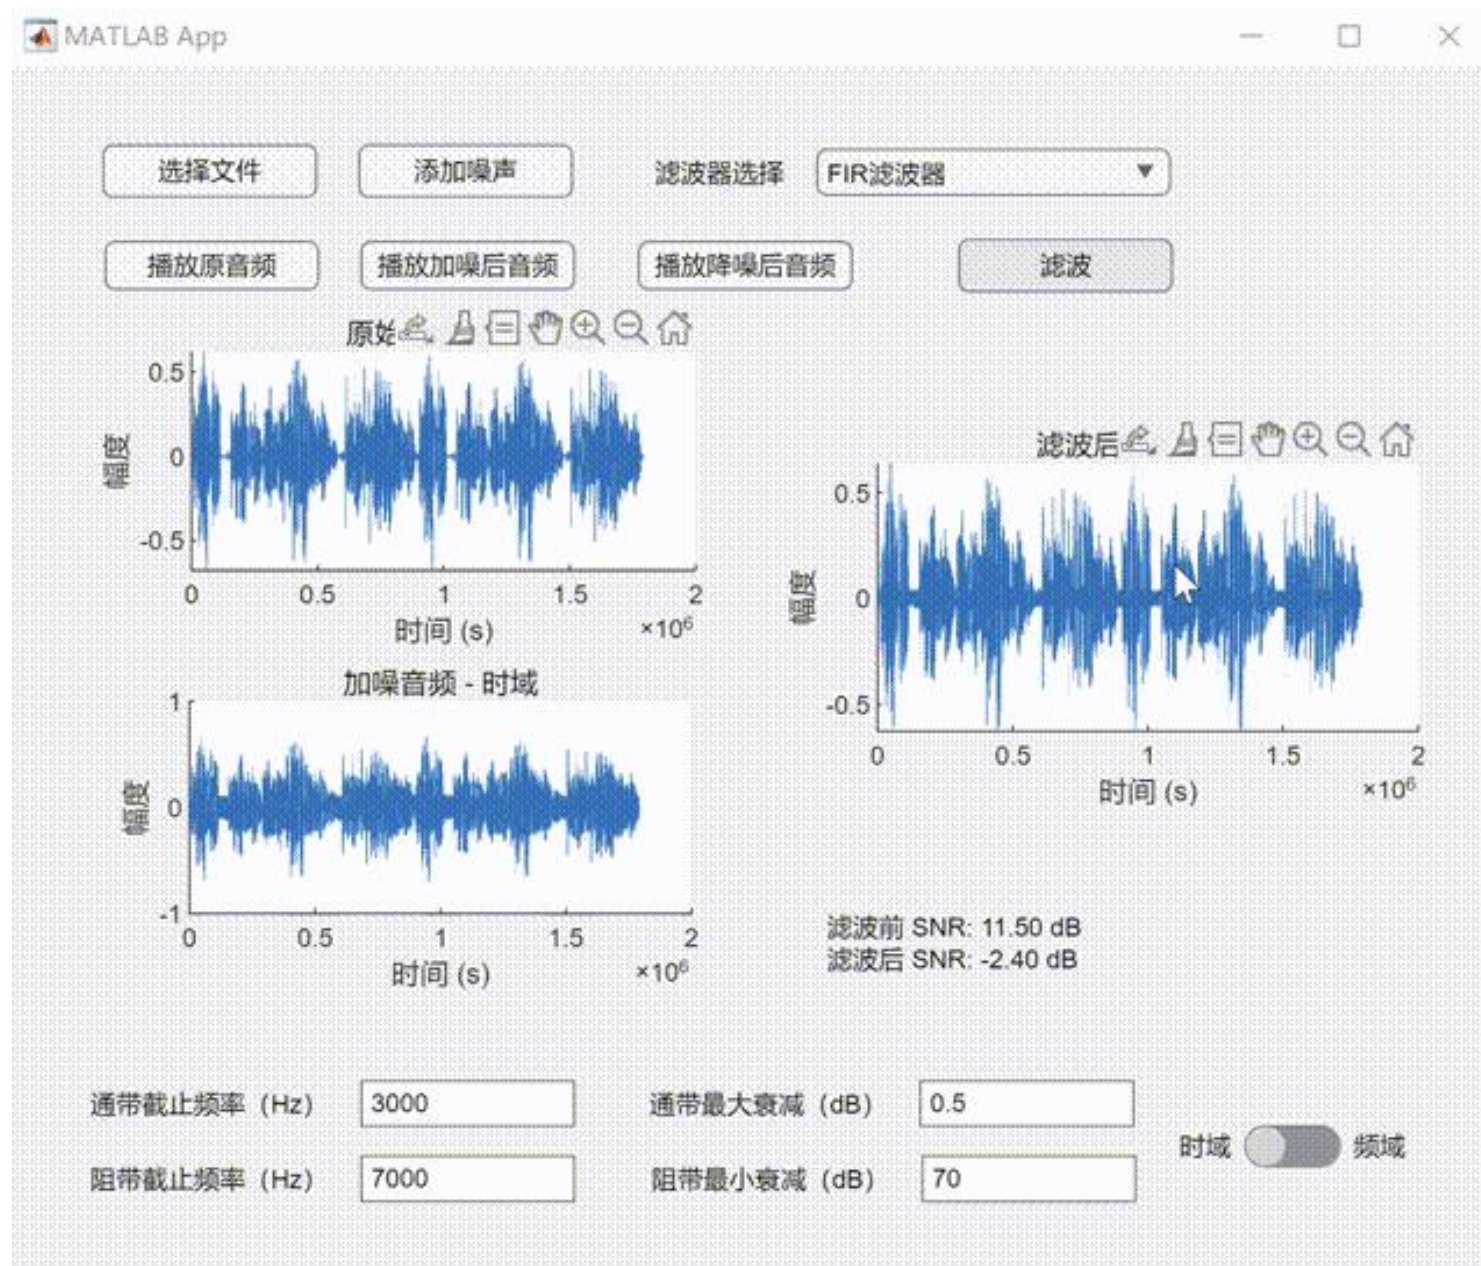 MATLAB App
选择文件
添加噪声
滤波器选择
FIR滤波器
播放原音频
播放加噪后音频
播放降噪后音频
滤波
原始
0.5
0
-0.5
幅度
0 0.5 1 1.5 2
时间 (s)
×10⁶
滤波后
0.5
0
-0.5
幅度
0 0.5 1 1.5 2
时间 (s)
×10⁶
加噪音频 - 时域
1
0
-1
幅度
0 0.5 1 1.5 2
时间 (s)
×10⁶
滤波前 SNR: 11.50 dB
滤波后 SNR: -2.40 dB
通带截止频率 (Hz)
3000
通带最大衰减 (dB)
0.5
时域
频域
阻带截止频率 (Hz)
7000
阻带最小衰减 (dB)
70